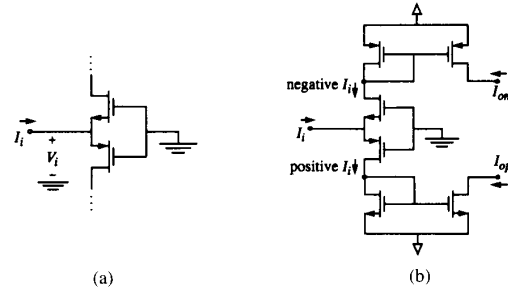 I_i
+
V_i
-
(a)
negative I_i
I_i
positive I_i
I_on
I_op
(b)